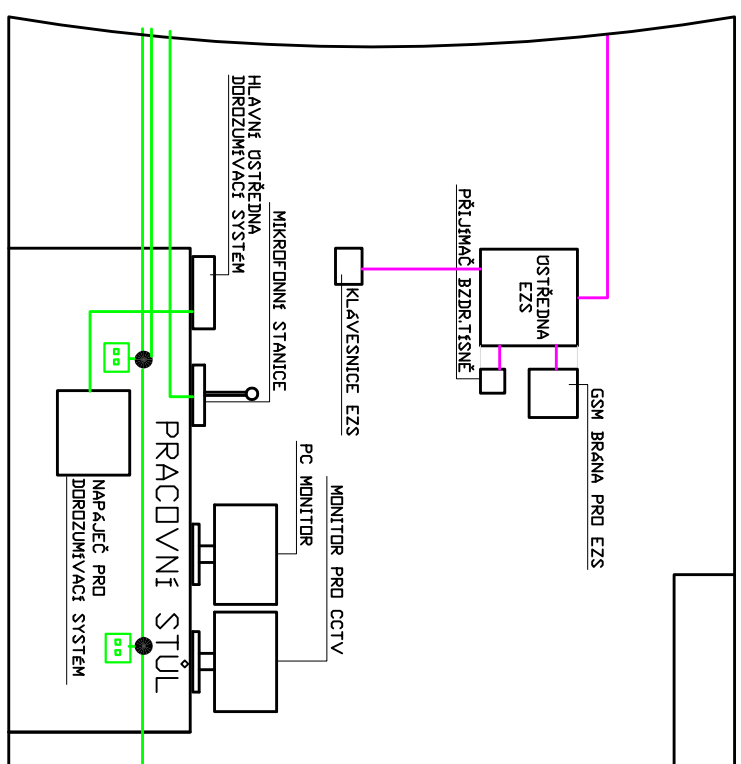 HLAVNÍ ÚSTŘEDNA
DOROZUMÍVACÍ SYSTÉM
MIKROFONNÍ STANICE
KLÁVESNICE EZS
PŘIJÍMAČ BZDR.TÍSNĚ
ÚSTŘEDNA
EZS
GSM BRÁNA PRO EZS
PC MONITOR
MONITOR PRO CCTV
PRACOVNÍ STŮL
NAPÁJEČ PRO
DOROZUMÍVACÍ SYSTÉM